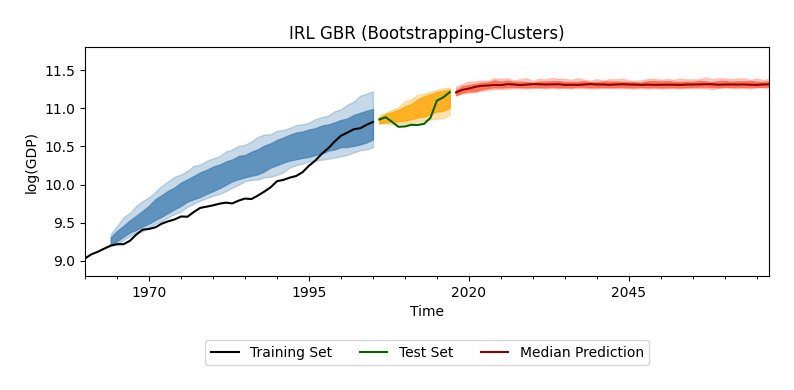 IRL GBR (Bootstrapping-Clusters)
11.5
11.0
10.5
10.0
9.5
9.0
log(GDP)
1970 1995 2020 2045
Time
Training Set Test Set Median Prediction